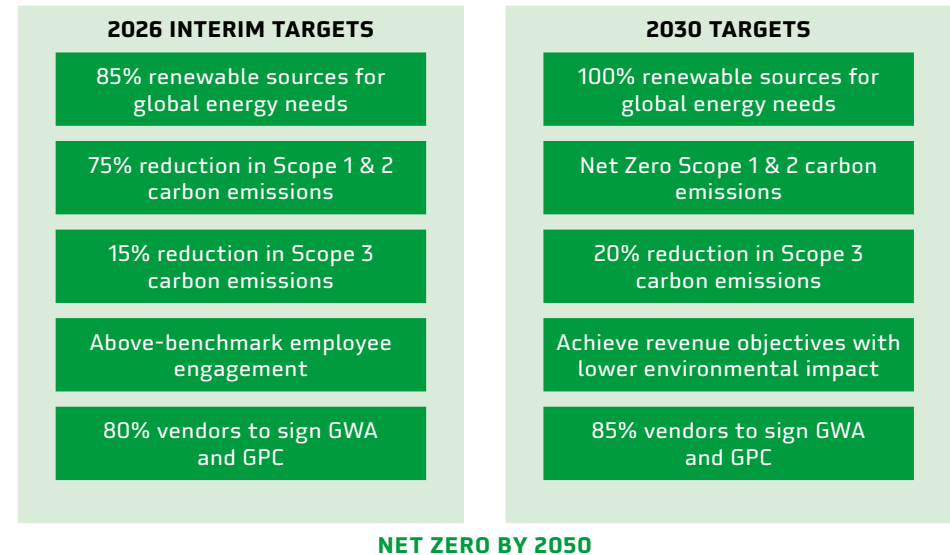 2026 INTERIM TARGETS
85% renewable sources for
global energy needs
75% reduction in Scope 1 & 2
carbon emissions
15% reduction in Scope 3
carbon emissions
Above-benchmark employee
engagement
80% vendors to sign GWA
and GPC
2030 TARGETS
100% renewable sources for
global energy needs
Net Zero Scope 1 & 2 carbon
emissions
20% reduction in Scope 3
carbon emissions
Achieve revenue objectives with
lower environmental impact
85% vendors to sign GWA
and GPC
NET ZERO BY 2050